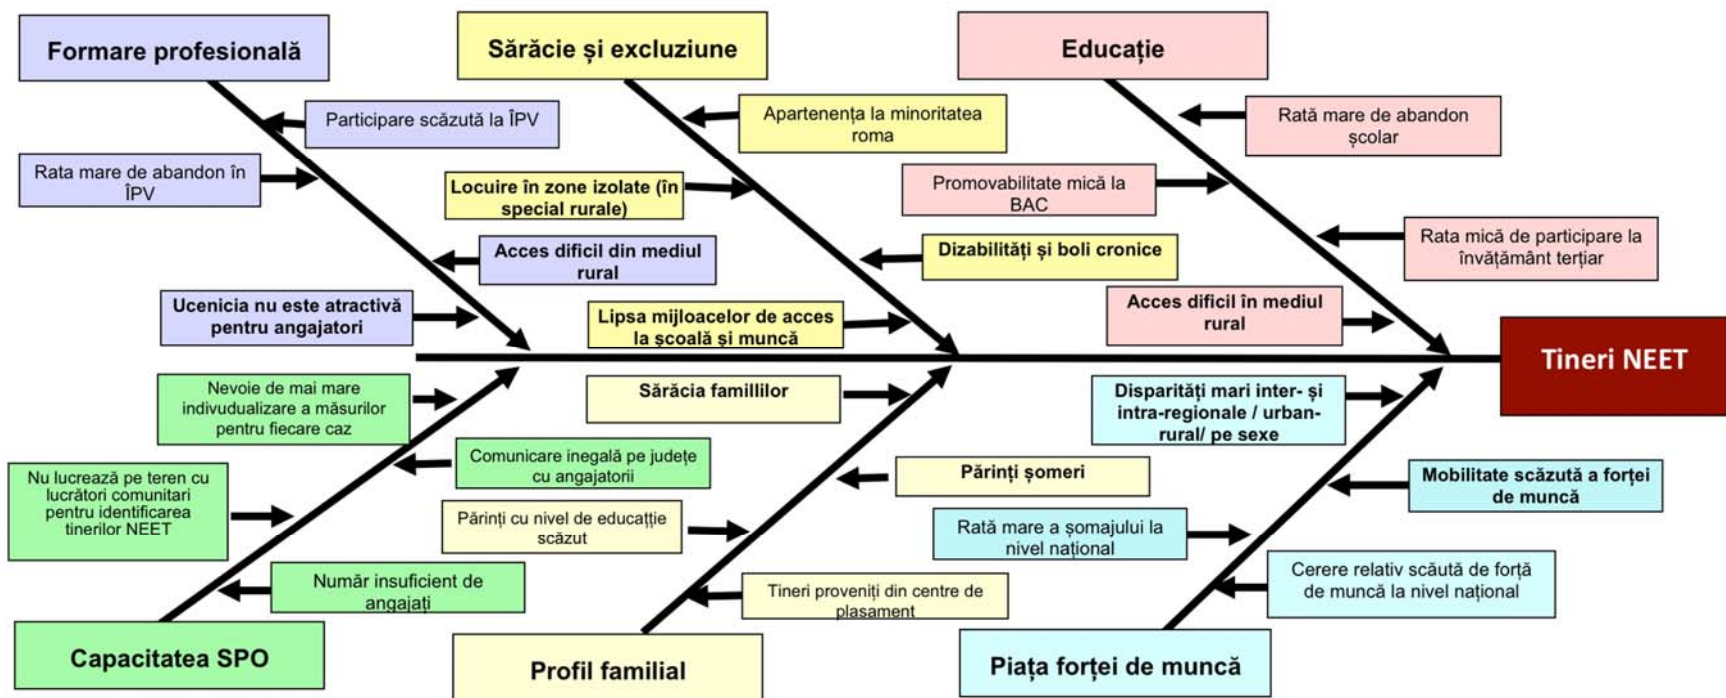 Formare profesională
Sărăcie și excluziune
Educație
Participare scăzută la ÎPV
Rata mare de abandon în
ÎPV
Acces dificil din mediul
rural
Ucenicia nu este atractivă
pentru angajatori
Apartenența la minoritatea
roma
Locuire în zone izolate (în
special rurale)
Dizabilități și boli cronice
Lipsa mijloacelor de acces
la școală și muncă
Rată mare de abandon
școlar
Promovabilitate mică la
BAC
Rata mică de participare la
învățământ terțiar
Acces dificil în mediul
rural
Tineri NEET
Nevoie de mai mare
indivudualizare a măsurilor
pentru fiecare caz
Comunicare inegală pe județe
cu angajatorii
Nu lucrează pe teren cu
lucrători comunitari
pentru identificarea
tinerilor NEET
Număr insuficient de
angajați
Sărăcia famililor
Părinți șomeri
Părinți cu nivel de educațție
scăzut
Tineri proveniți din centre de
plasament
Disparități mari inter- și
intra-regionale / urban-
rural/ pe sexe
Mobilitate scăzută a forței
de muncă
Rată mare a șomajului la
nivel național
Cerere relativ scăută de forță
de muncă la nivel național
Capacitatea SPO
Profil familial
Piața forței de muncă